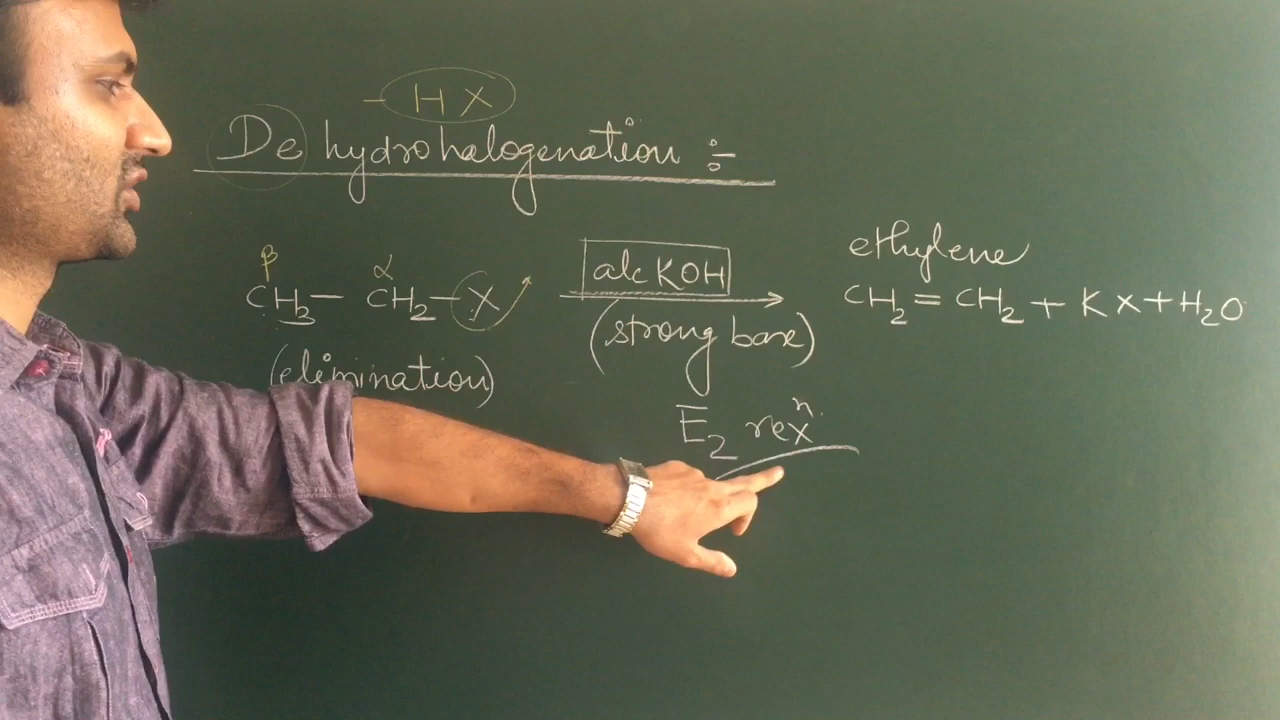 - HX
De hydrohalogenation :-
β α
CH₃ - CH₂ - X
alc KOH
(strong base)
ethylene
CH₂ = CH₂ + KX + H₂O
(elimination)
E₂ rexⁿ.